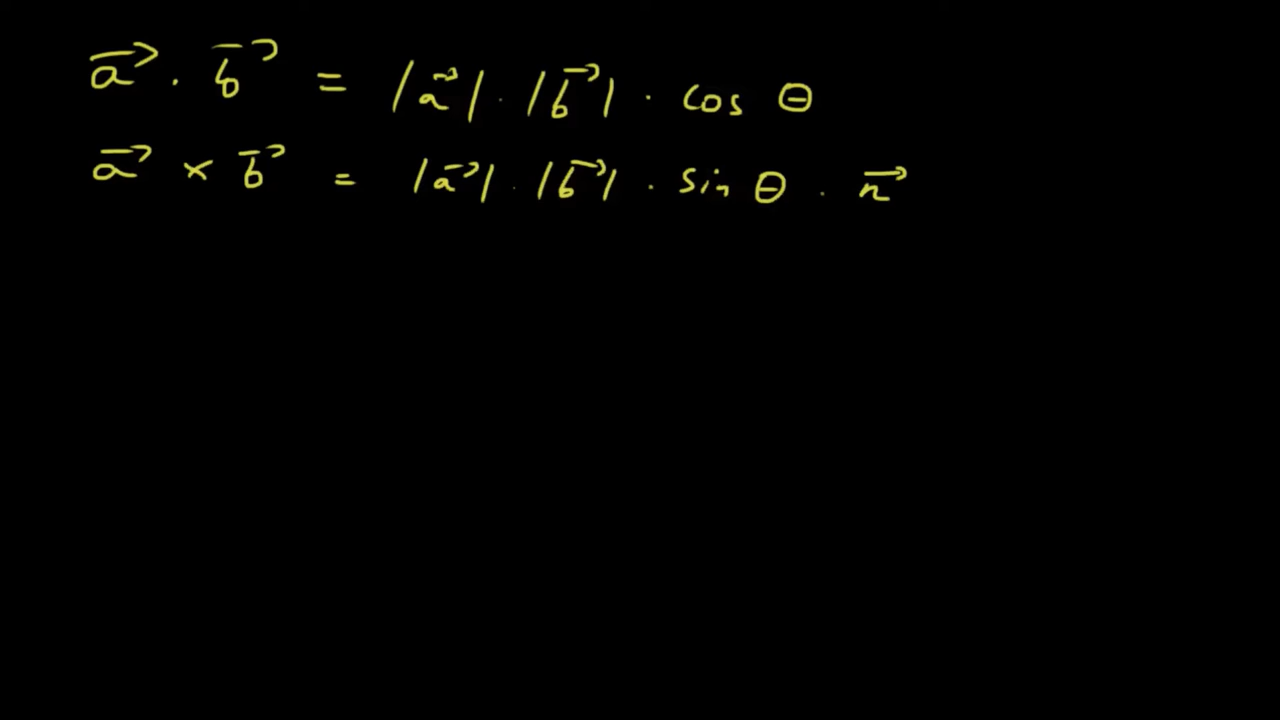 a⃗ · b⃗ = |a⃗| · |b⃗| · cos θ
a⃗ × b⃗ = |a⃗| · |b⃗| · sin θ · n⃗